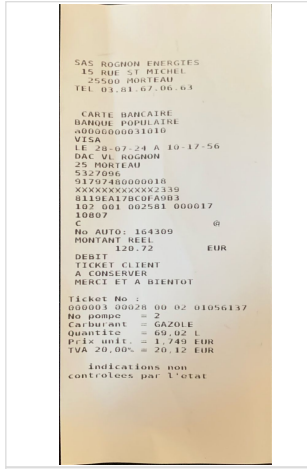 SAS ROGNON ENERGIES
15 RUE ST MICHEL
25500 MORTEAU
TEL 03.81.67.06.63
CARTE BANCAIRE
BANQUE POPULAIRE
a0000000031010
VISA
LE 28-07-24 A 10-17-56
DAC VL ROGNON
25 MORTEAU
5327096
91797480000018
XXXXXXXXXXXX2339
8119EA17BC0FA9B3
102 001 002581 000017
10807
C @
No AUTO: 164309
MONTANT REEL
120.72 EUR
DEBIT
TICKET CLIENT
A CONSERVER
MERCI ET A BIENTOT
Ticket No :
000003 00028 00 02 01056137
No pompe = 2
Carburant = GAZOLE
Quantite = 69,02 L
Prix unit. = 1,749 EUR
TVA 20,00% = 20,12 EUR
indications non
controlees par l'etat